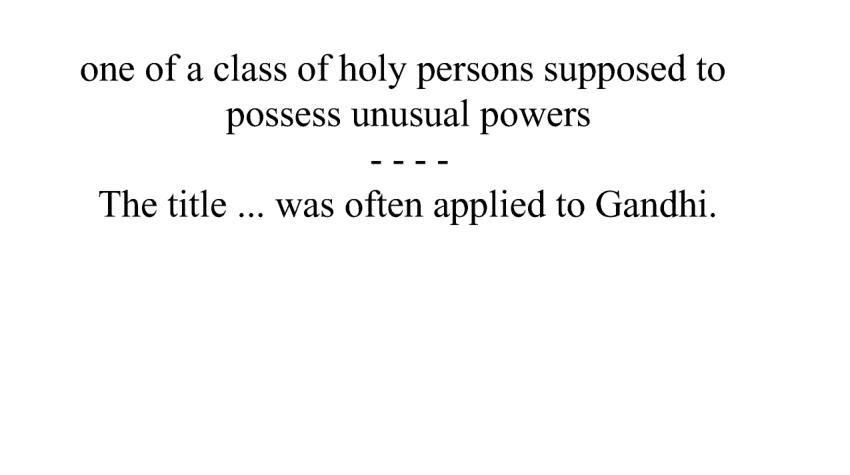 one of a class of holy persons supposed to
possess unusual powers
- - - -
The title ... was often applied to Gandhi.